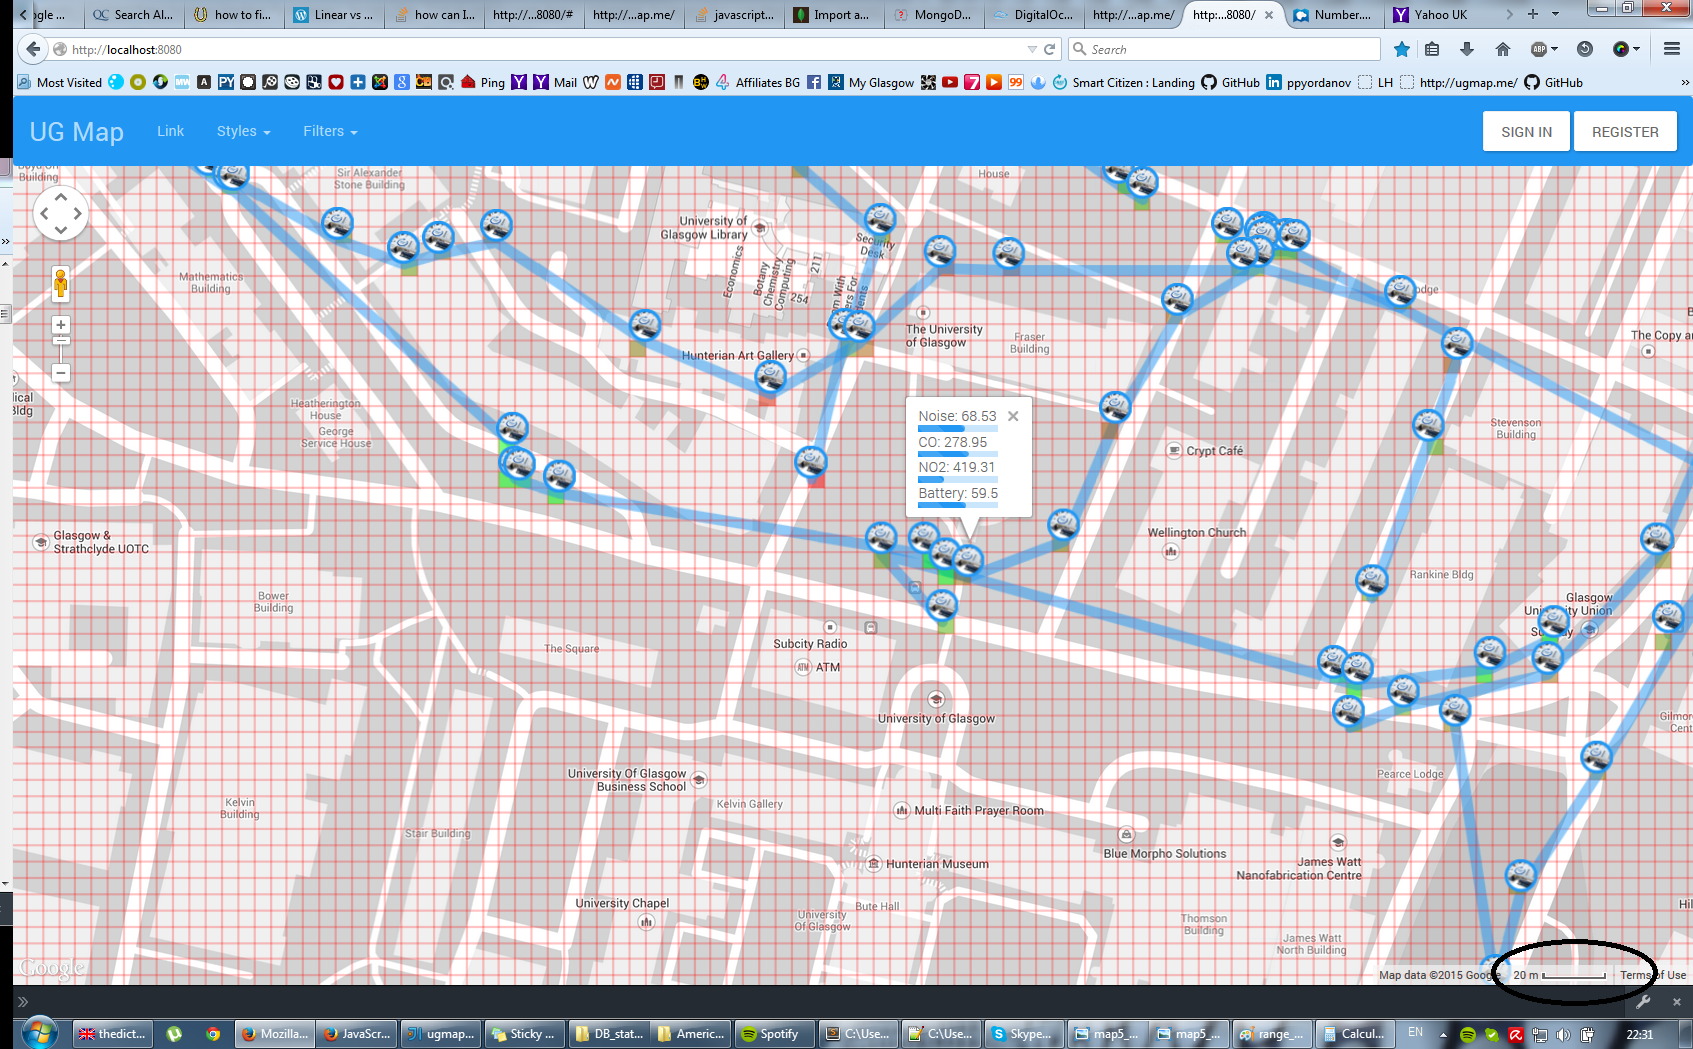 ogle ...
QC Search Al...
how to fi...
Linear vs ...
how can I...
http://...8080/#
http://...ap.me/
javascript...
Import a...
MongoD...
DigitalOc...
http://...ap.me/
http:...8080/
Number....
Yahoo UK
http://localhost:8080
Search
ABP
Most Visited
Ping
Mail
Affiliates BG
My Glasgow
Smart Citizen : Landing
GitHub
ppyordanov
LH
http://ugmap.me/
GitHub
UG Map
Link
Styles
Filters
SIGN IN
REGISTER
Building
Sir Alexander
Stone Building
House
University of
Glasgow Library
Security
Desk
Economics
Botany
Chemistry
Computing
211
254
Mathematics
Building
The University
of Glasgow
Fraser
Building
The Copy an
Hunterian Art Gallery
ical
Bldg
Heatherington
House
George
Service House
Noise: 68.53
CO: 278.95
NO2: 419.31
Battery: 59.5
Stevenson
Building
Crypt Café
Glasgow &
Strathclyde UOTC
Wellington Church
Rankine Bldg
Bower
Building
Glasgow
University Union
Subcity Radio
ATM
The Square
University of Glasgow
Gilmor
Cent
University Of Glasgow
Business School
Pearce Lodge
Kelvin
Building
Kelvin Gallery
Multi Faith Prayer Room
Stair Building
Blue Morpho Solutions
James Watt
Nanofabrication Centre
Hunterian Museum
University Chapel
Bute Hall
University
Of Glasgow
Thomson
Building
James Watt
North Building
Hil
Google
Map data ©2015 Google
20 m
Terms of Use
thedict...
Mozilla...
JavaScr...
ugmap...
Sticky ...
DB_stat...
Americ...
Spotify
C:\Use...
C:\Use...
Skype...
map5_...
map5_...
range_...
Calcul...
EN
22:31